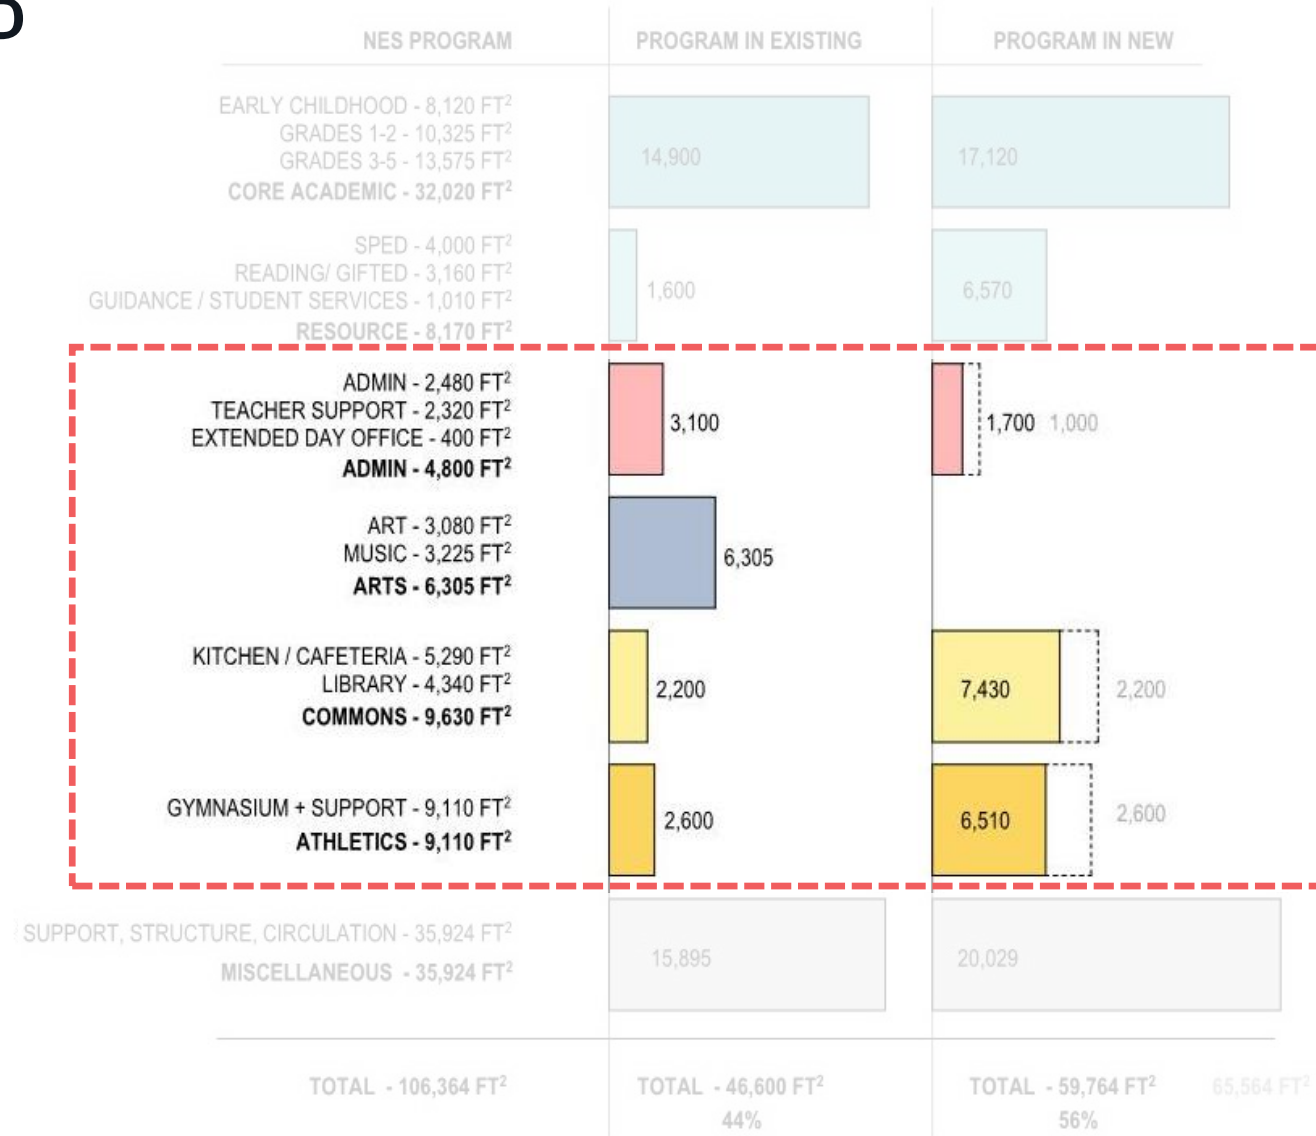 NES PROGRAM PROGRAM IN EXISTING PROGRAM IN NEW
EARLY CHILDHOOD - 8,120 FT²
GRADES 1-2 - 10,325 FT²
GRADES 3-5 - 13,575 FT²
CORE ACADEMIC - 32,020 FT²
14,900 17,120
SPED - 4,000 FT²
READING/ GIFTED - 3,160 FT²
GUIDANCE / STUDENT SERVICES - 1,010 FT²
RESOURCE - 8,170 FT²
1,600 6,570
ADMIN - 2,480 FT²
TEACHER SUPPORT - 2,320 FT²
EXTENDED DAY OFFICE - 400 FT²
ADMIN - 4,800 FT²
3,100 1,700 1,000
ART - 3,080 FT²
MUSIC - 3,225 FT²
ARTS - 6,305 FT²
6,305
KITCHEN / CAFETERIA - 5,290 FT²
LIBRARY - 4,340 FT²
COMMONS - 9,630 FT²
2,200 7,430 2,200
GYMNASIUM + SUPPORT - 9,110 FT²
ATHLETICS - 9,110 FT²
2,600 6,510 2,600
SUPPORT, STRUCTURE, CIRCULATION - 35,924 FT²
MISCELLANEOUS - 35,924 FT²
15,895 20,029
TOTAL - 106,364 FT² TOTAL - 46,600 FT² TOTAL - 59,764 FT² 65,564 FT²
44% 56%